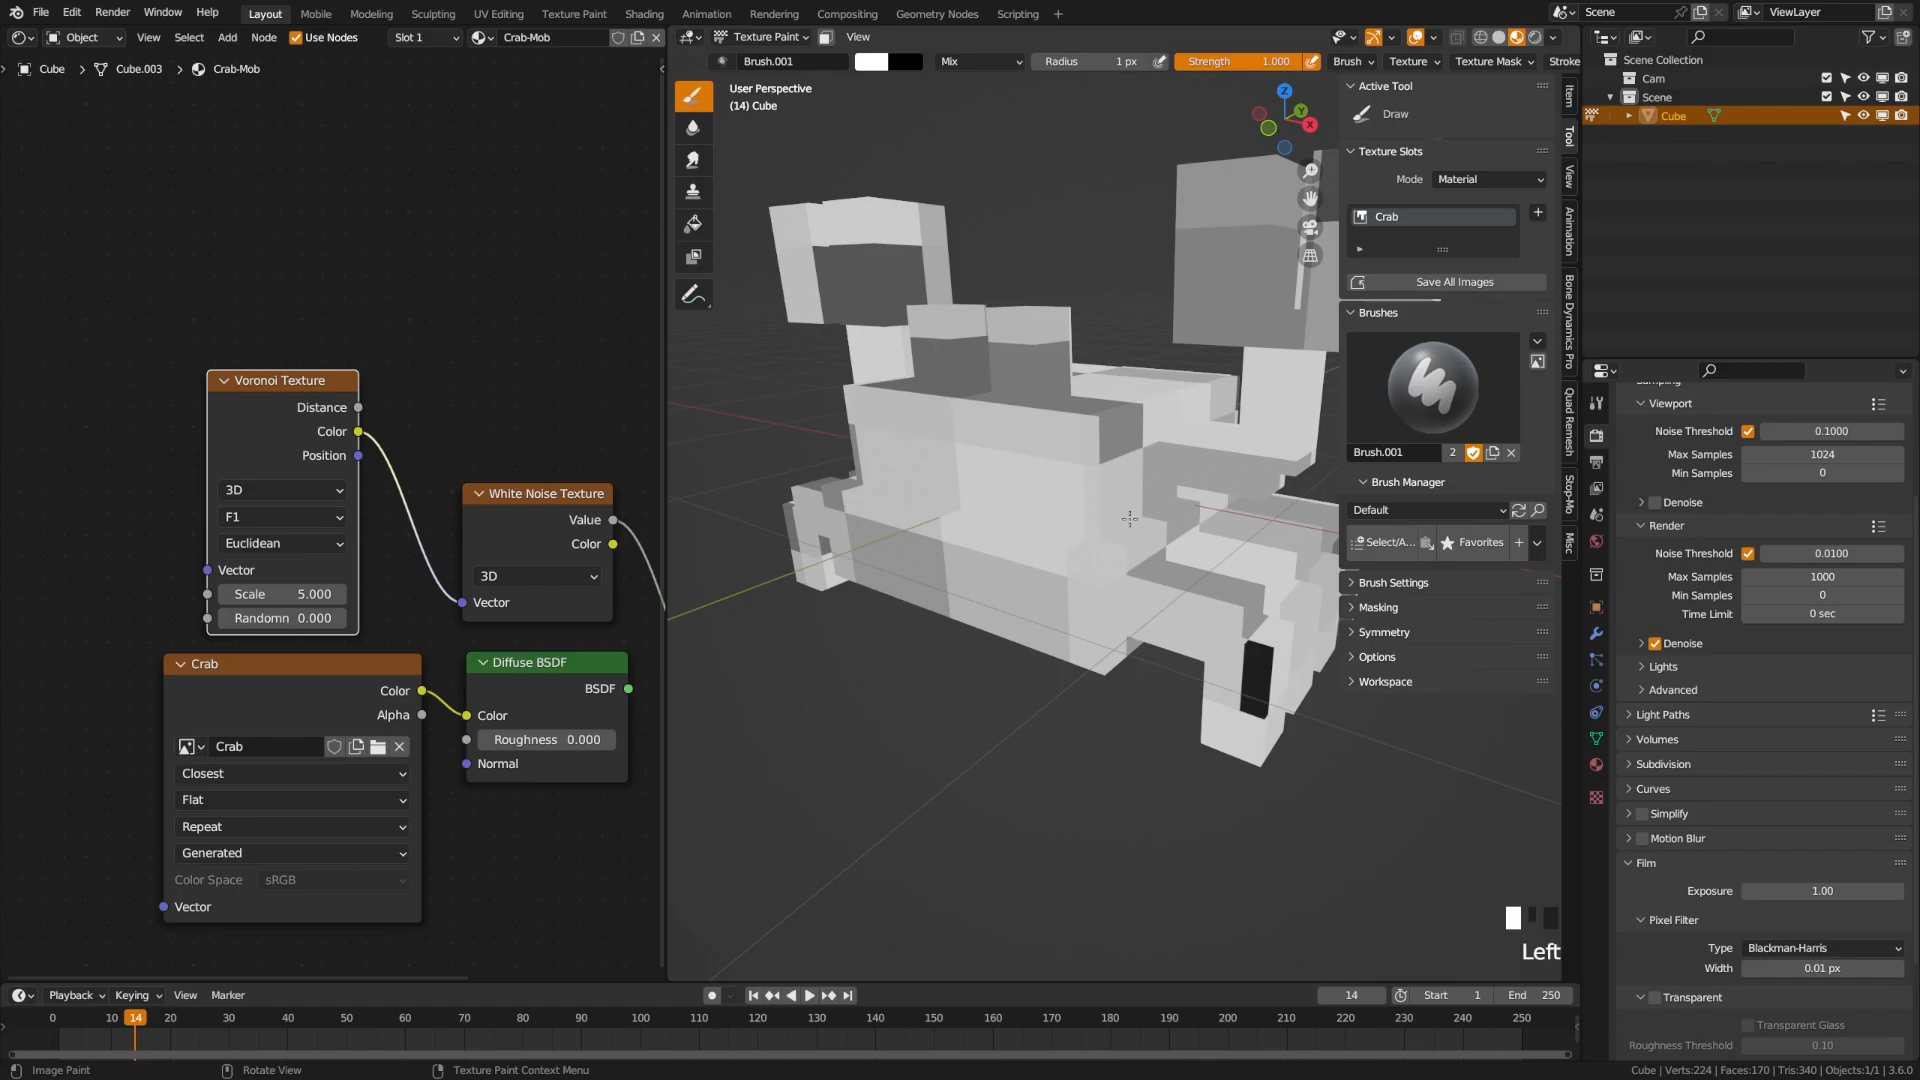 File Edit Render Window Help Layout Mobile Modeling Sculpting UV Editing Texture Paint Shading Animation Rendering Compositing Geometry Nodes Scripting + Scene ViewLayer
Object View Select Add Node Use Nodes Slot 1 Crab-Mob Texture Paint View
Cube > Cube.003 > Crab-Mob
Brush.001 Mix Radius 1 px Strength 1.000 Brush Texture Texture Mask Stroke
User Perspective
(14) Cube
Z
Y
X
Active Tool
Draw
Texture Slots
Mode Material
Crab
Save All Images
Brushes
Brush.001 2
Brush Manager
Default
Select/A... Favorites +
Brush Settings
Masking
Symmetry
Options
Workspace
Item
Tool
View
Animation
Bone Dynamics Pro
Quad Remesh
Stop-Mo
Misc
Scene Collection
Cam
Scene
Cube
Voronoi Texture
Distance
Color
Position
3D
F1
Euclidean
Vector
Scale 5.000
Randomn 0.000
White Noise Texture
Value
Color
3D
Vector
Crab
Color
Alpha
Crab
Closest
Flat
Repeat
Generated
Color Space sRGB
Vector
Diffuse BSDF
BSDF
Color
Roughness 0.000
Normal
Left
Viewport
Noise Threshold 0.1000
Max Samples 1024
Min Samples 0
Denoise
Render
Noise Threshold 0.0100
Max Samples 1000
Min Samples 0
Time Limit 0 sec
Denoise
Lights
Advanced
Light Paths
Volumes
Subdivision
Curves
Simplify
Motion Blur
Film
Exposure 1.00
Pixel Filter
Type Blackman-Harris
Width 0.01 px
Transparent
Transparent Glass
Roughness Threshold 0.10
Playback Keying View Marker 14 Start 1 End 250
0 10 14 20 30 40 50 60 70 80 90 100 110 120 130 140 150 160 170 180 190 200 210 220 230 240 250
Image Paint Rotate View Texture Paint Context Menu Cube | Verts:224 | Faces:170 | Tris:340 | Objects:1/1 | 3.6.0